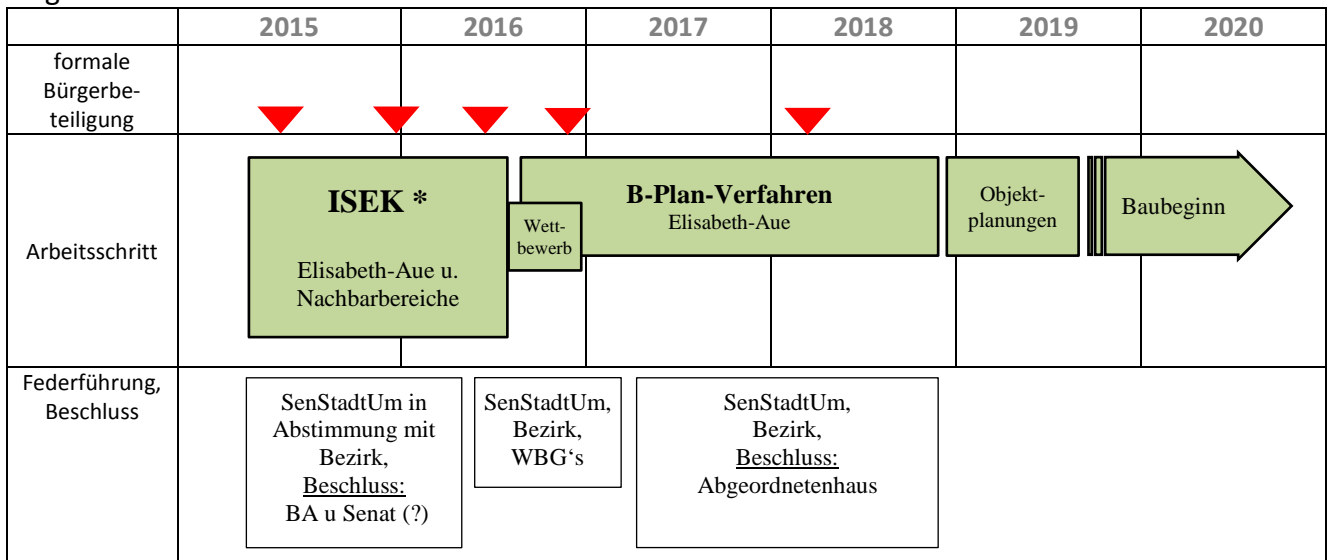 2015 2016 2017 2018 2019 2020
formale
Bürgerbe-
teiligung
Arbeitsschritt
ISEK *
Elisabeth-Aue u.
Nachbarbereiche
Wett-
bewerb
B-Plan-Verfahren
Elisabeth-Aue
Objekt-
planungen
Baubeginn
Federführung,
Beschluss
SenStadtUm in
Abstimmung mit
Bezirk,
Beschluss:
BA u Senat (?)
SenStadtUm,
Bezirk,
WBG‘s
SenStadtUm,
Bezirk,
Beschluss:
Abgeordnetenhaus